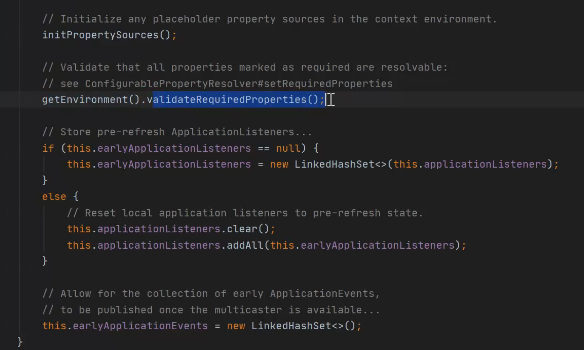 // Initialize any placeholder property sources in the context environment.
initPropertySources();
// Validate that all properties marked as required are resolvable:
// see ConfigurablePropertyResolver#setRequiredProperties
getEnvironment().validateRequiredProperties();
// Store pre-refresh ApplicationListeners...
if (this.earlyApplicationListeners == null) {
this.earlyApplicationListeners = new LinkedHashSet<>(this.applicationListeners);
}
else {
// Reset local application listeners to pre-refresh state.
this.applicationListeners.clear();
this.applicationListeners.addAll(this.earlyApplicationListeners);
}
// Allow for the collection of early ApplicationEvents,
// to be published once the multicaster is available...
this.earlyApplicationEvents = new LinkedHashSet<>();
}